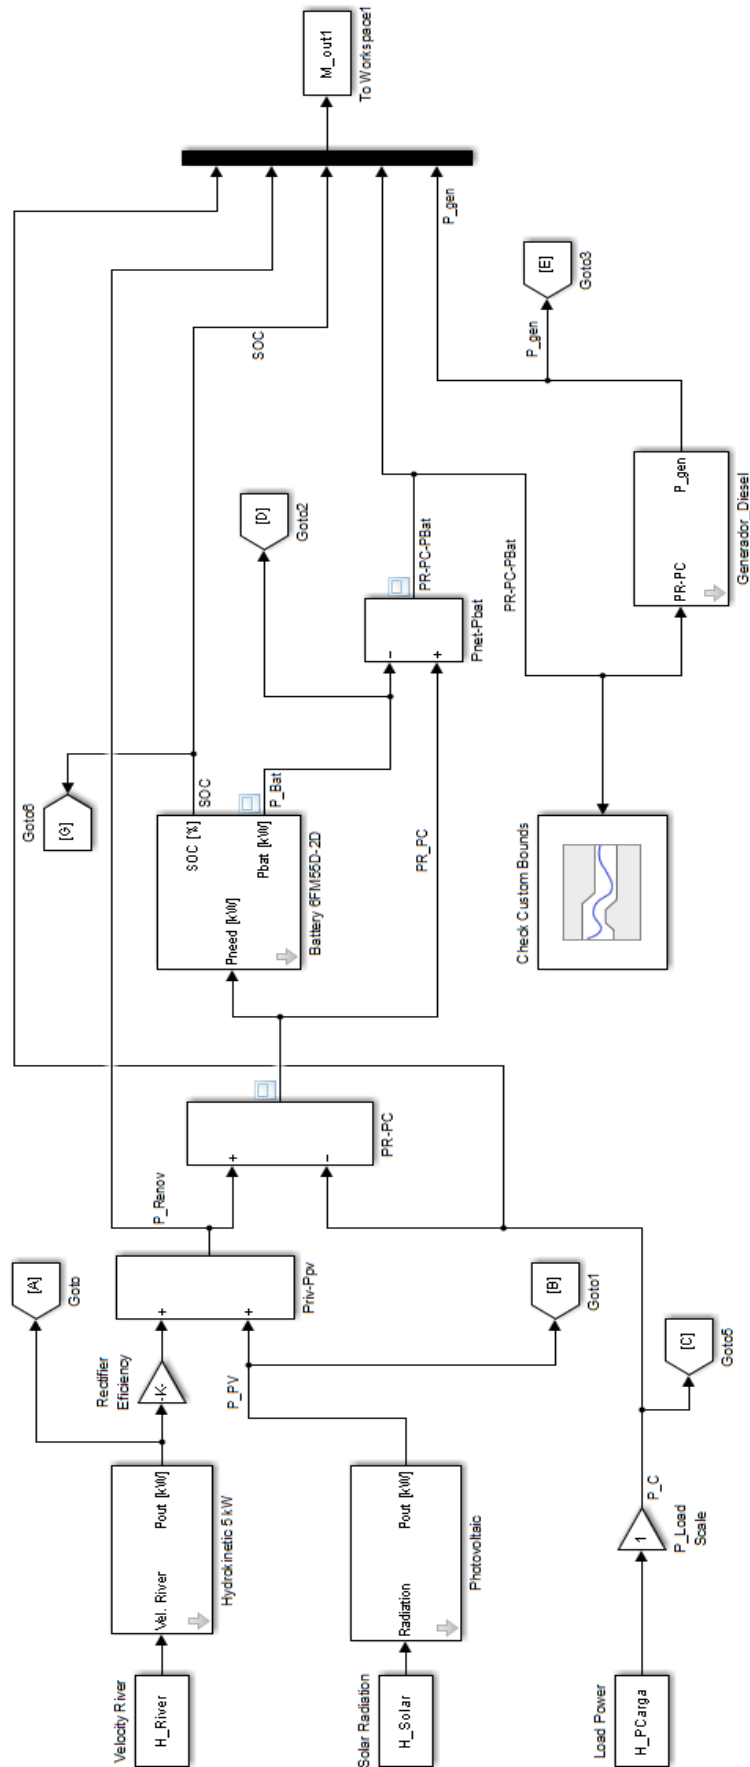 Velocity River
H_River
Vel. River
Pout [kW]
Hydrokinetic 5 kW
[A]
Goto
Rectifier
Eficiency
-K-
Solar Radiation
H_Solar
Radiation
Pout [kW]
Photovoltaic
P_PV
[B]
Goto1
Load Power
H_PCarga
1
P_Load
Scale
P_C
[C]
Goto5
+
+
Priv-Ppv
P_Renov
+
-
PR-PC
Goto6
[G]
Pneed [kW]
SOC [%]
Pbat [kW]
Battery 6FM55D-2D
SOC
P_Bat
PR_PC
[D]
Goto2
-
+
Pnet-Pbat
PR-PC-PBat
PR-PC-PBat
Check Custom Bounds
PR-PC
P_gen
Generador_Diesel
P_gen
[E]
Goto3
SOC
P_gen
M_out1
To Workspace1